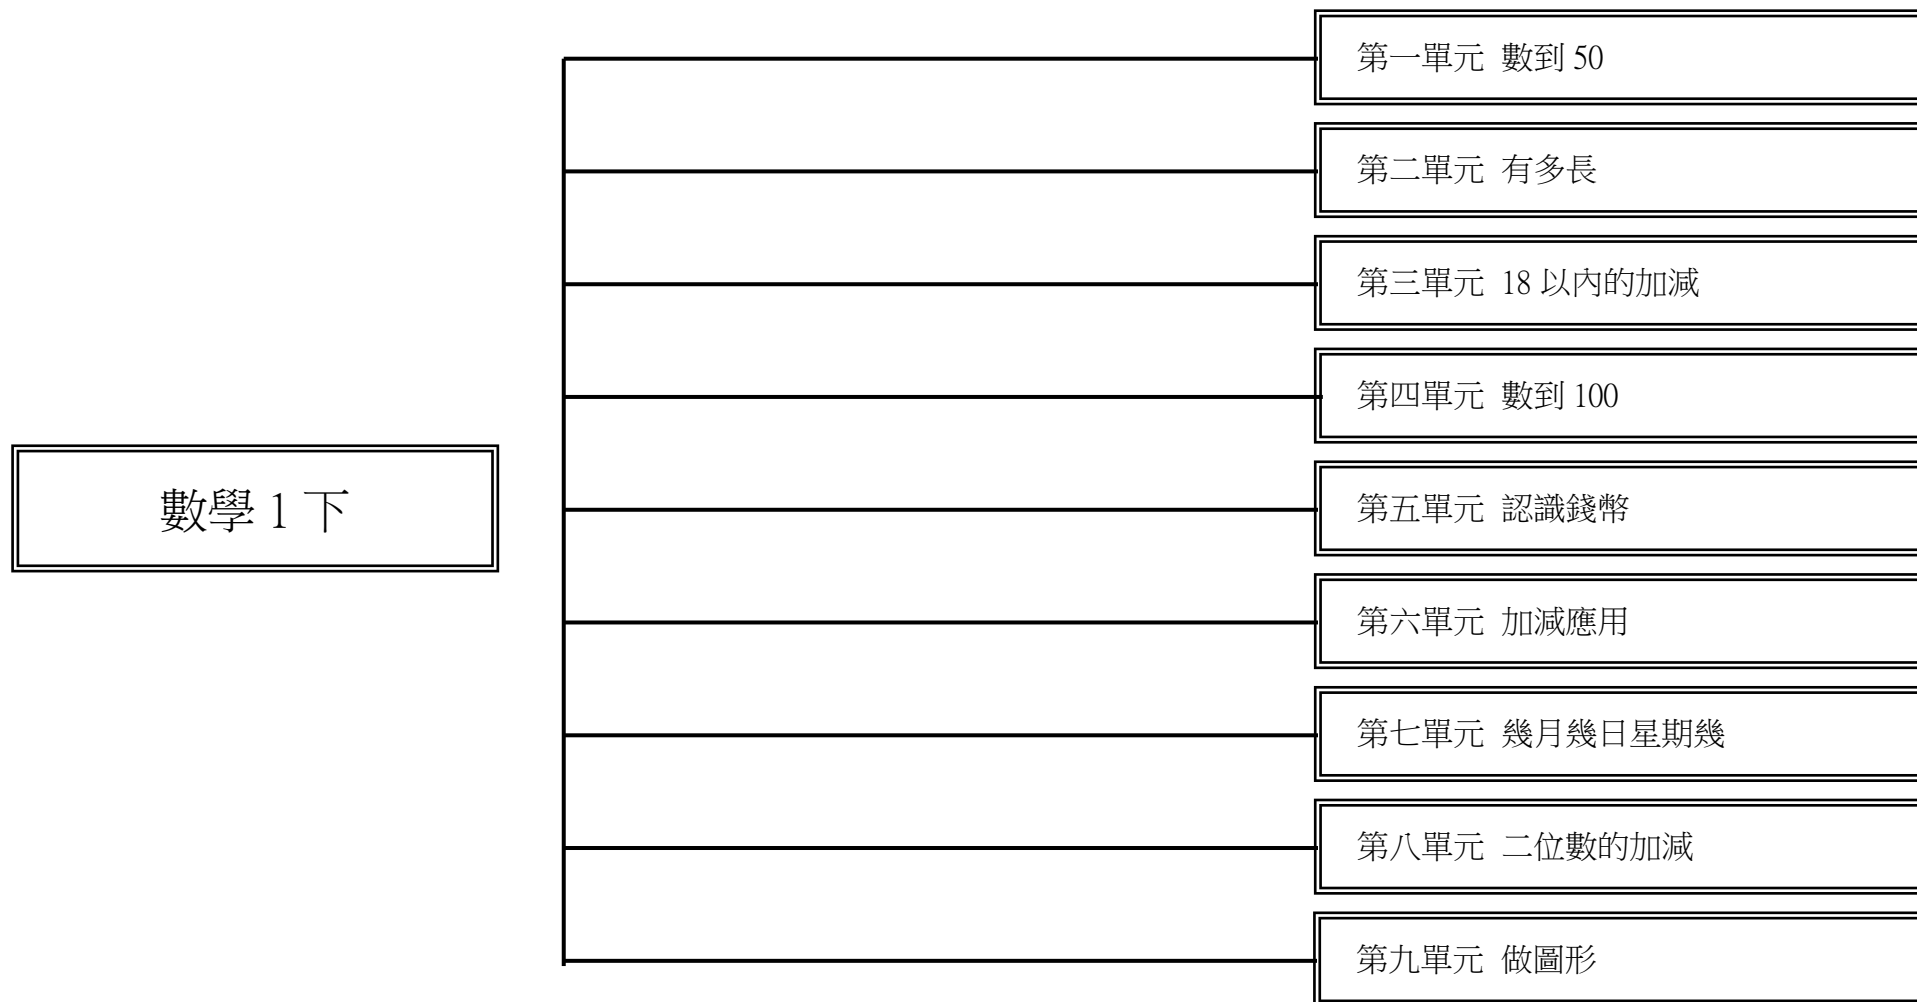 第一單元 數到 50
第二單元 有多長
第三單元 18 以內的加減
第四單元 數到 100
數學 1 下
第五單元 認識錢幣
第六單元 加減應用
第七單元 幾月幾日星期幾
第八單元 二位數的加減
第九單元 做圖形